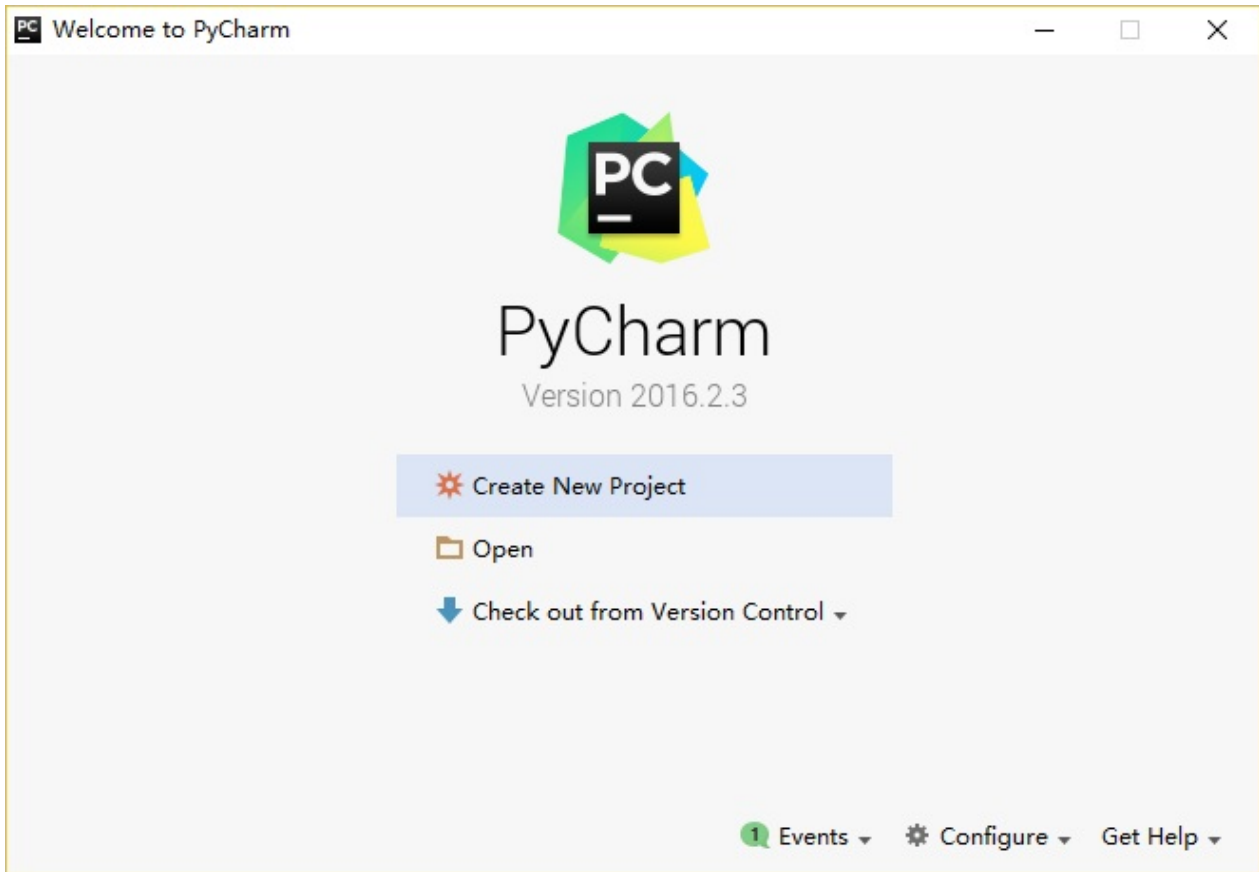 PC Welcome to PyCharm
PC
PyCharm
Version 2016.2.3
Create New Project
Open
Check out from Version Control
1 Events Configure Get Help